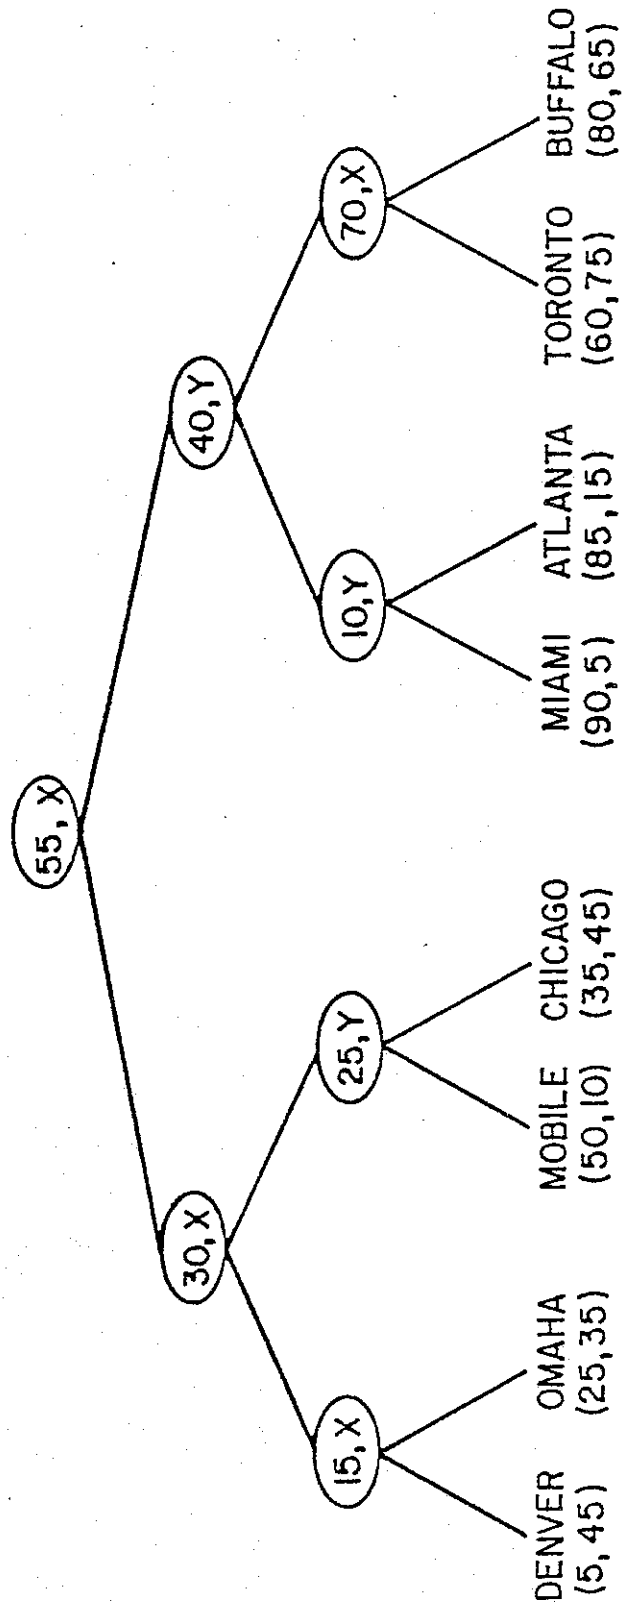 55, X
30, X
40, Y
15, X
25, Y
10, Y
70, X
DENVER
(5, 45)
OMAHA
(25,35)
MOBILE
(50,10)
CHICAGO
(35,45)
MIAMI
(90,5)
ATLANTA
(85,15)
TORONTO
(60,75)
BUFFALO
(80,65)